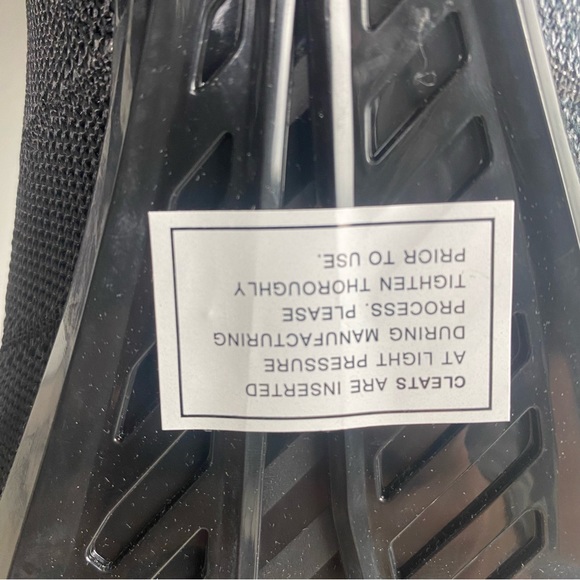 CLEATS ARE INSERTED
AT LIGHT PRESSURE
DURING MANUFACTURING
PROCESS. PLEASE
TIGHTEN THOROUGHLY
PRIOR TO USE.